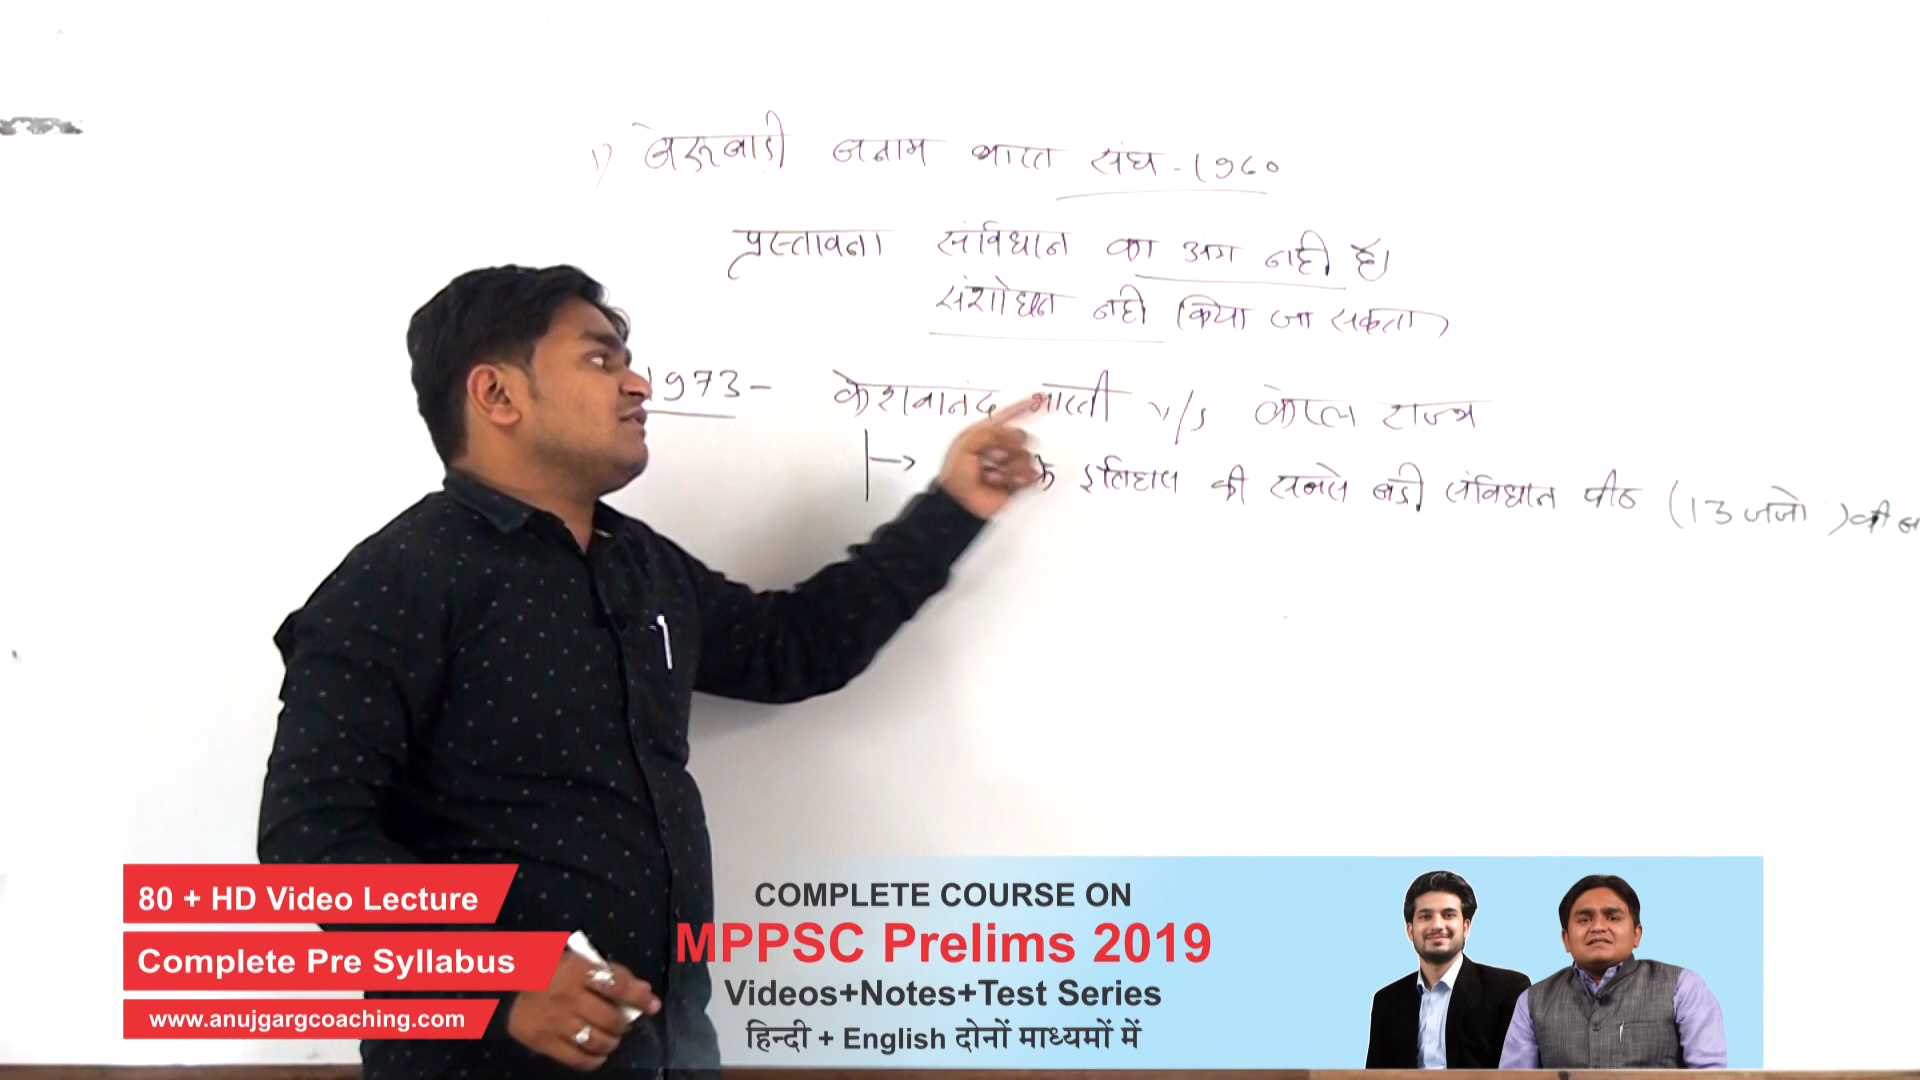 1) बेरूबाडी बनाम भारत संघ - 1960
प्रस्तावना संविधान का अंग नही है।
संशोधन नही किया जा सकता
1973 - केशवानंद भारती v/s केरल राज्य
के इतिहास की सबसे बडी संविधान पीठ (13 जजो) की
80 + HD Video Lecture
Complete Pre Syllabus
www.anujgargcoaching.com
COMPLETE COURSE ON
MPPSC Prelims 2019
Videos+Notes+Test Series
हिन्दी + English दोनों माध्यमों में